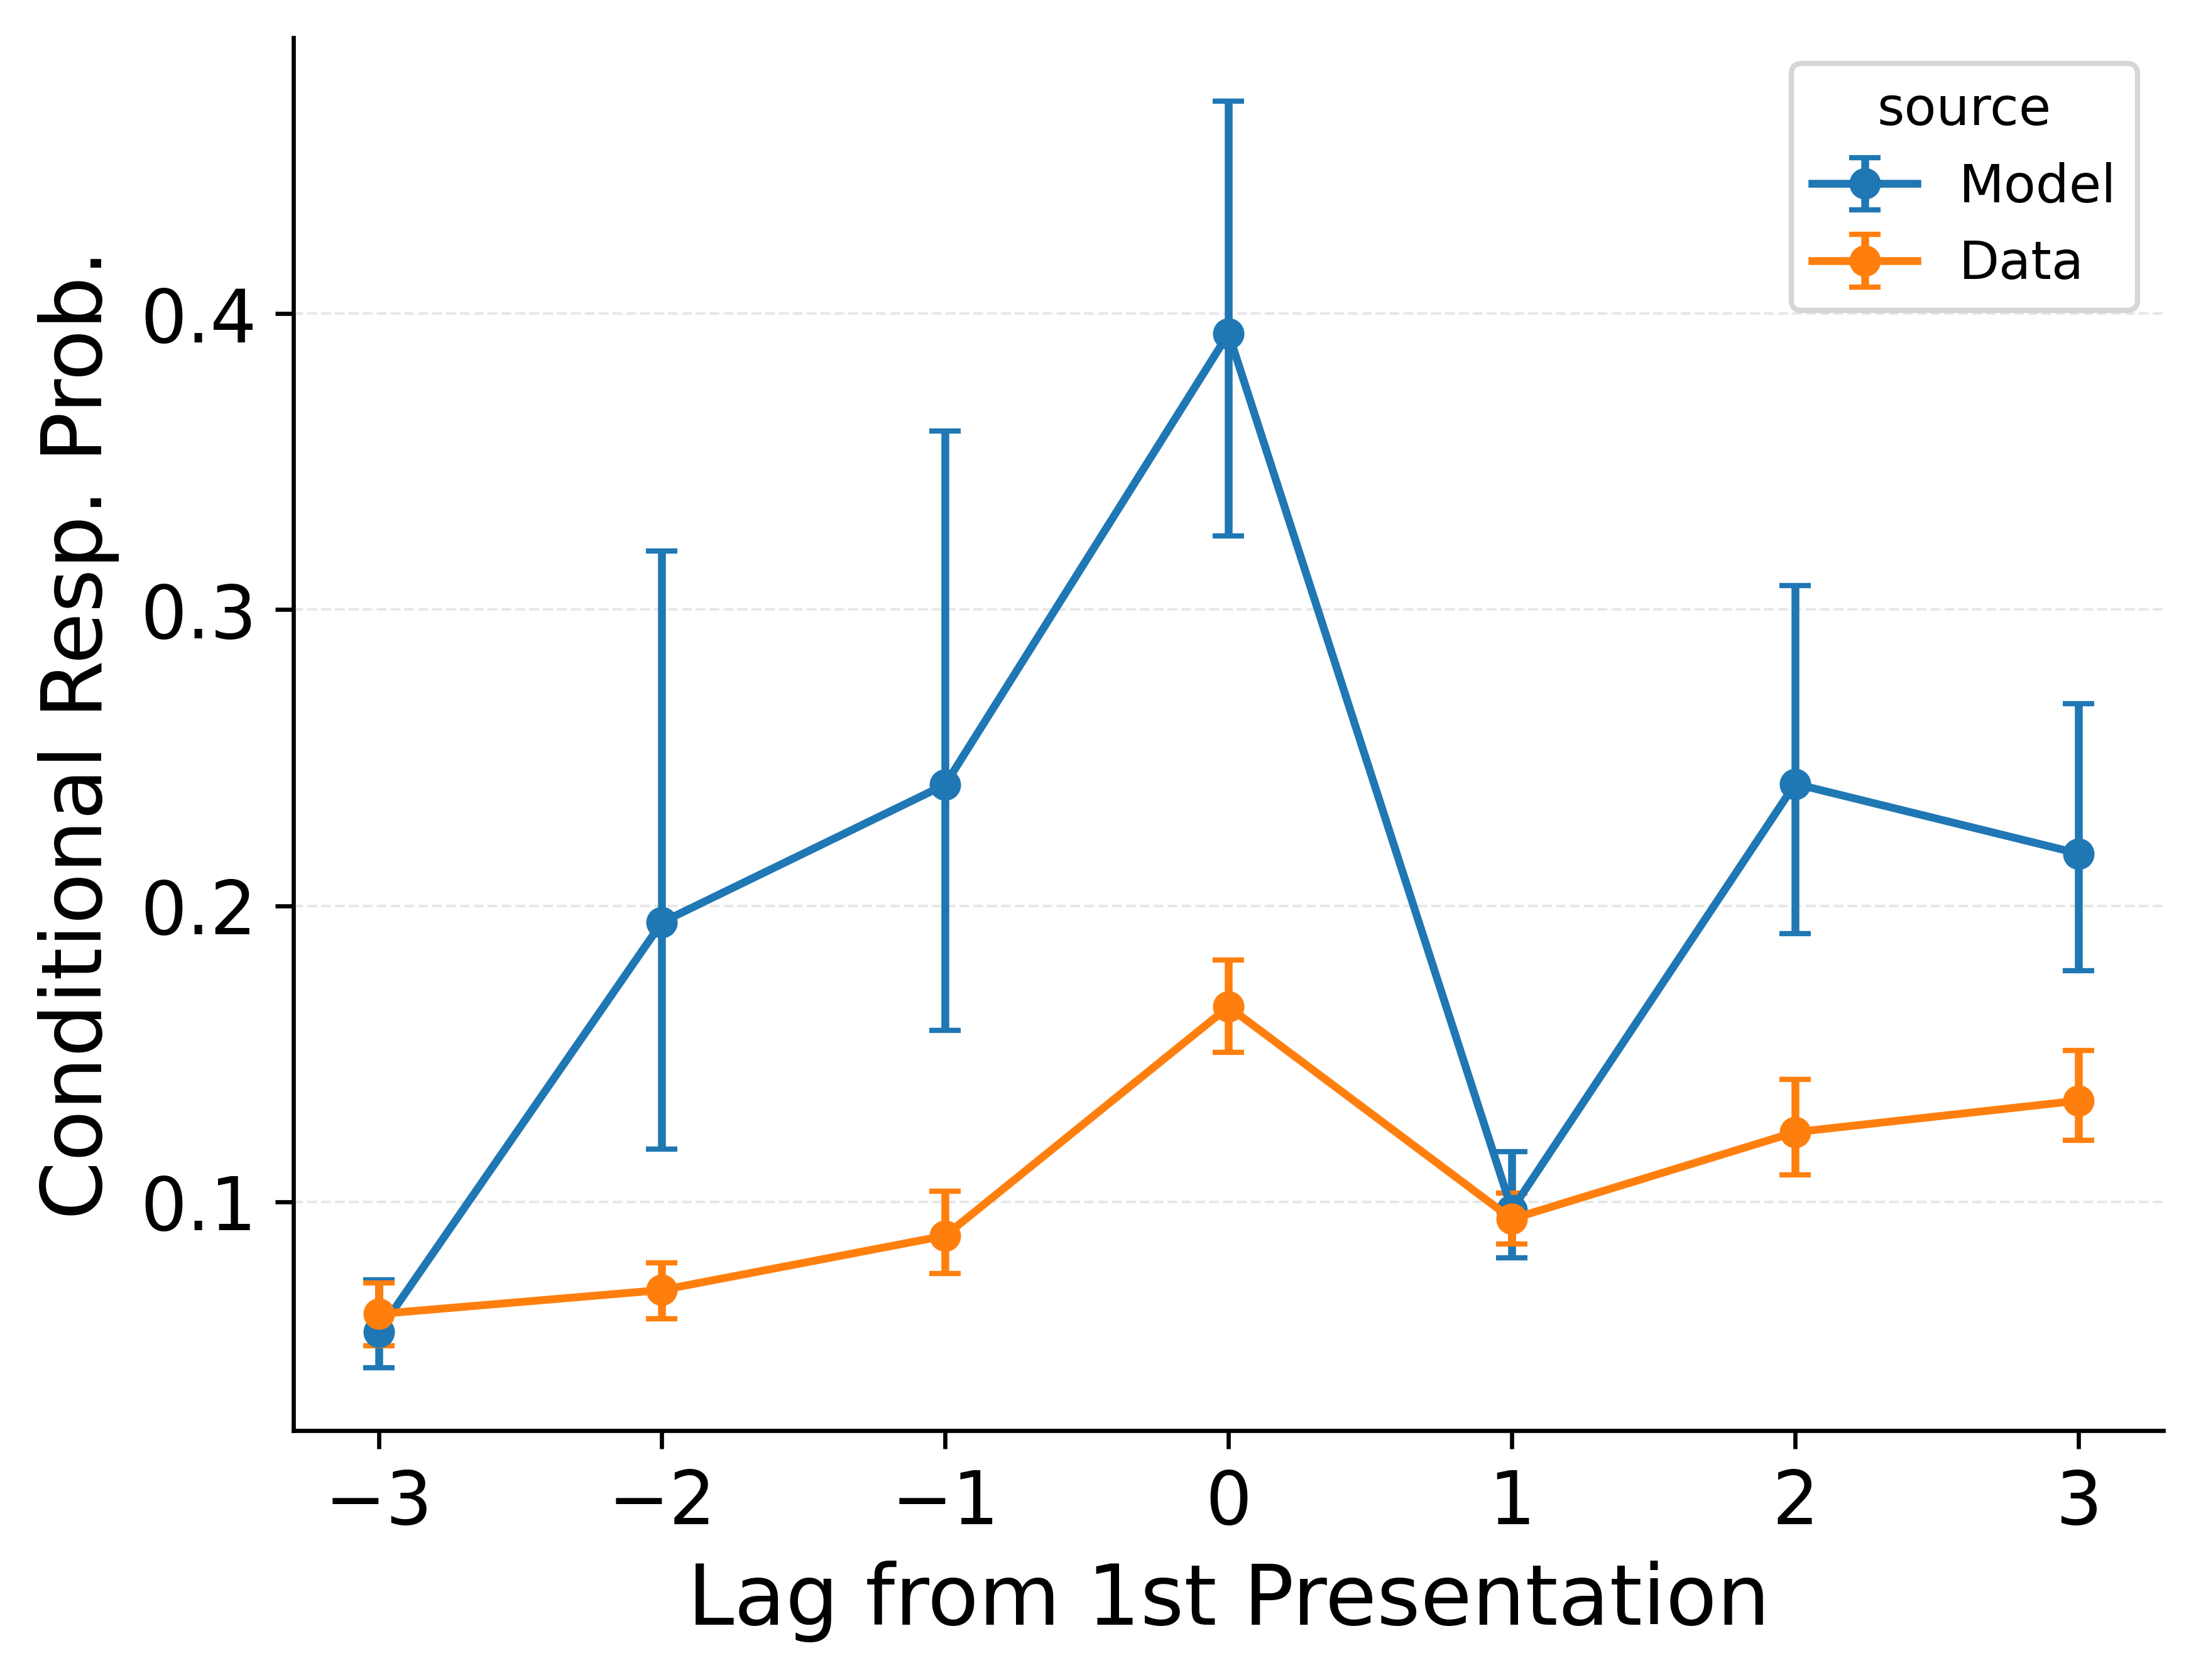 source
Model
Data
Conditional Resp. Prob.
0.4
0.3
0.2
0.1
−3 −2 −1 0 1 2 3
Lag from 1st Presentation